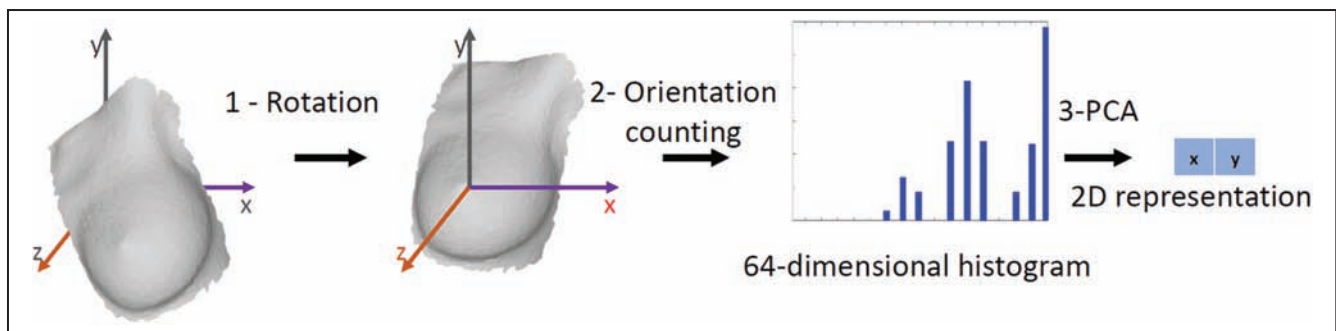 y
1 - Rotation
x
z
y
2- Orientation
counting
x
z
64-dimensional histogram
3-PCA
x y
2D representation